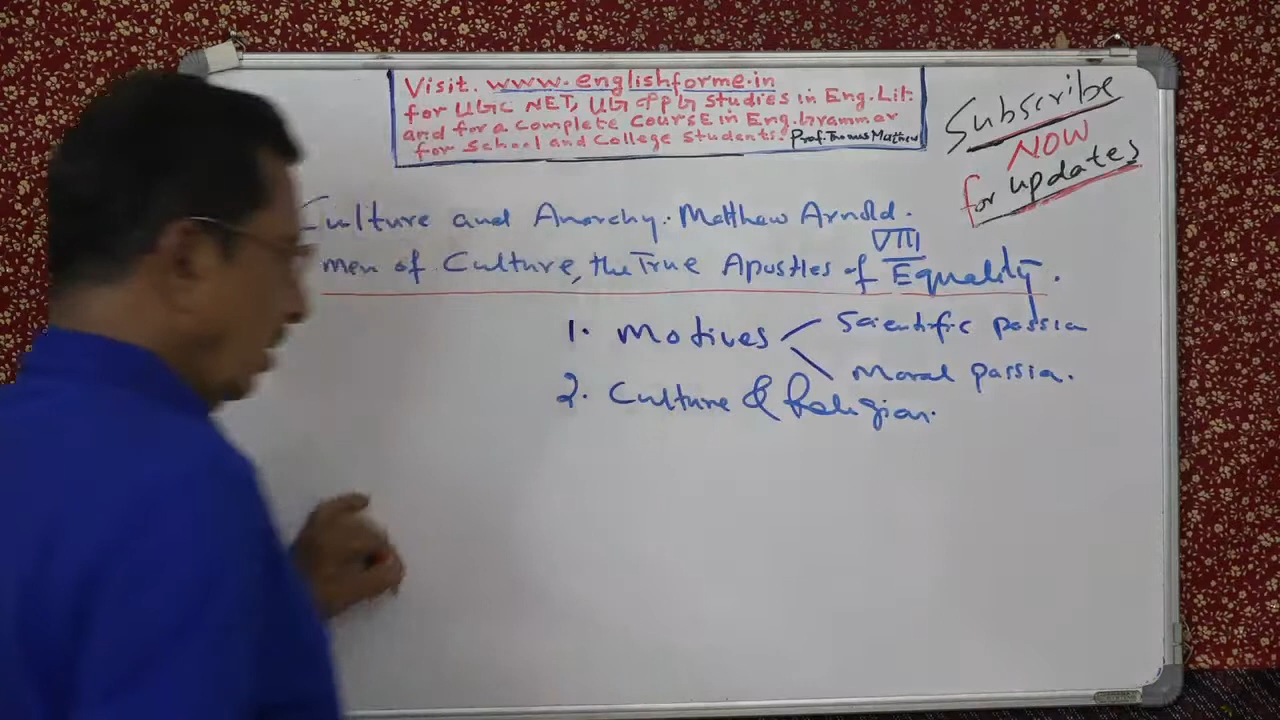 Visit. www.englishforme.in
for UGC NET, UG & PG studies in Eng.Lit.
and for a complete course in Eng.Grammar
for School and College students. Prof.Thomas Matthew
Subscribe
NOW
for updates
Culture and Anarchy. Matthew Arnold.
VIII
men of Culture, the True Apostles of Equality.
1. Motives
Scientific passion
Moral passion.
2. Culture & Religion.